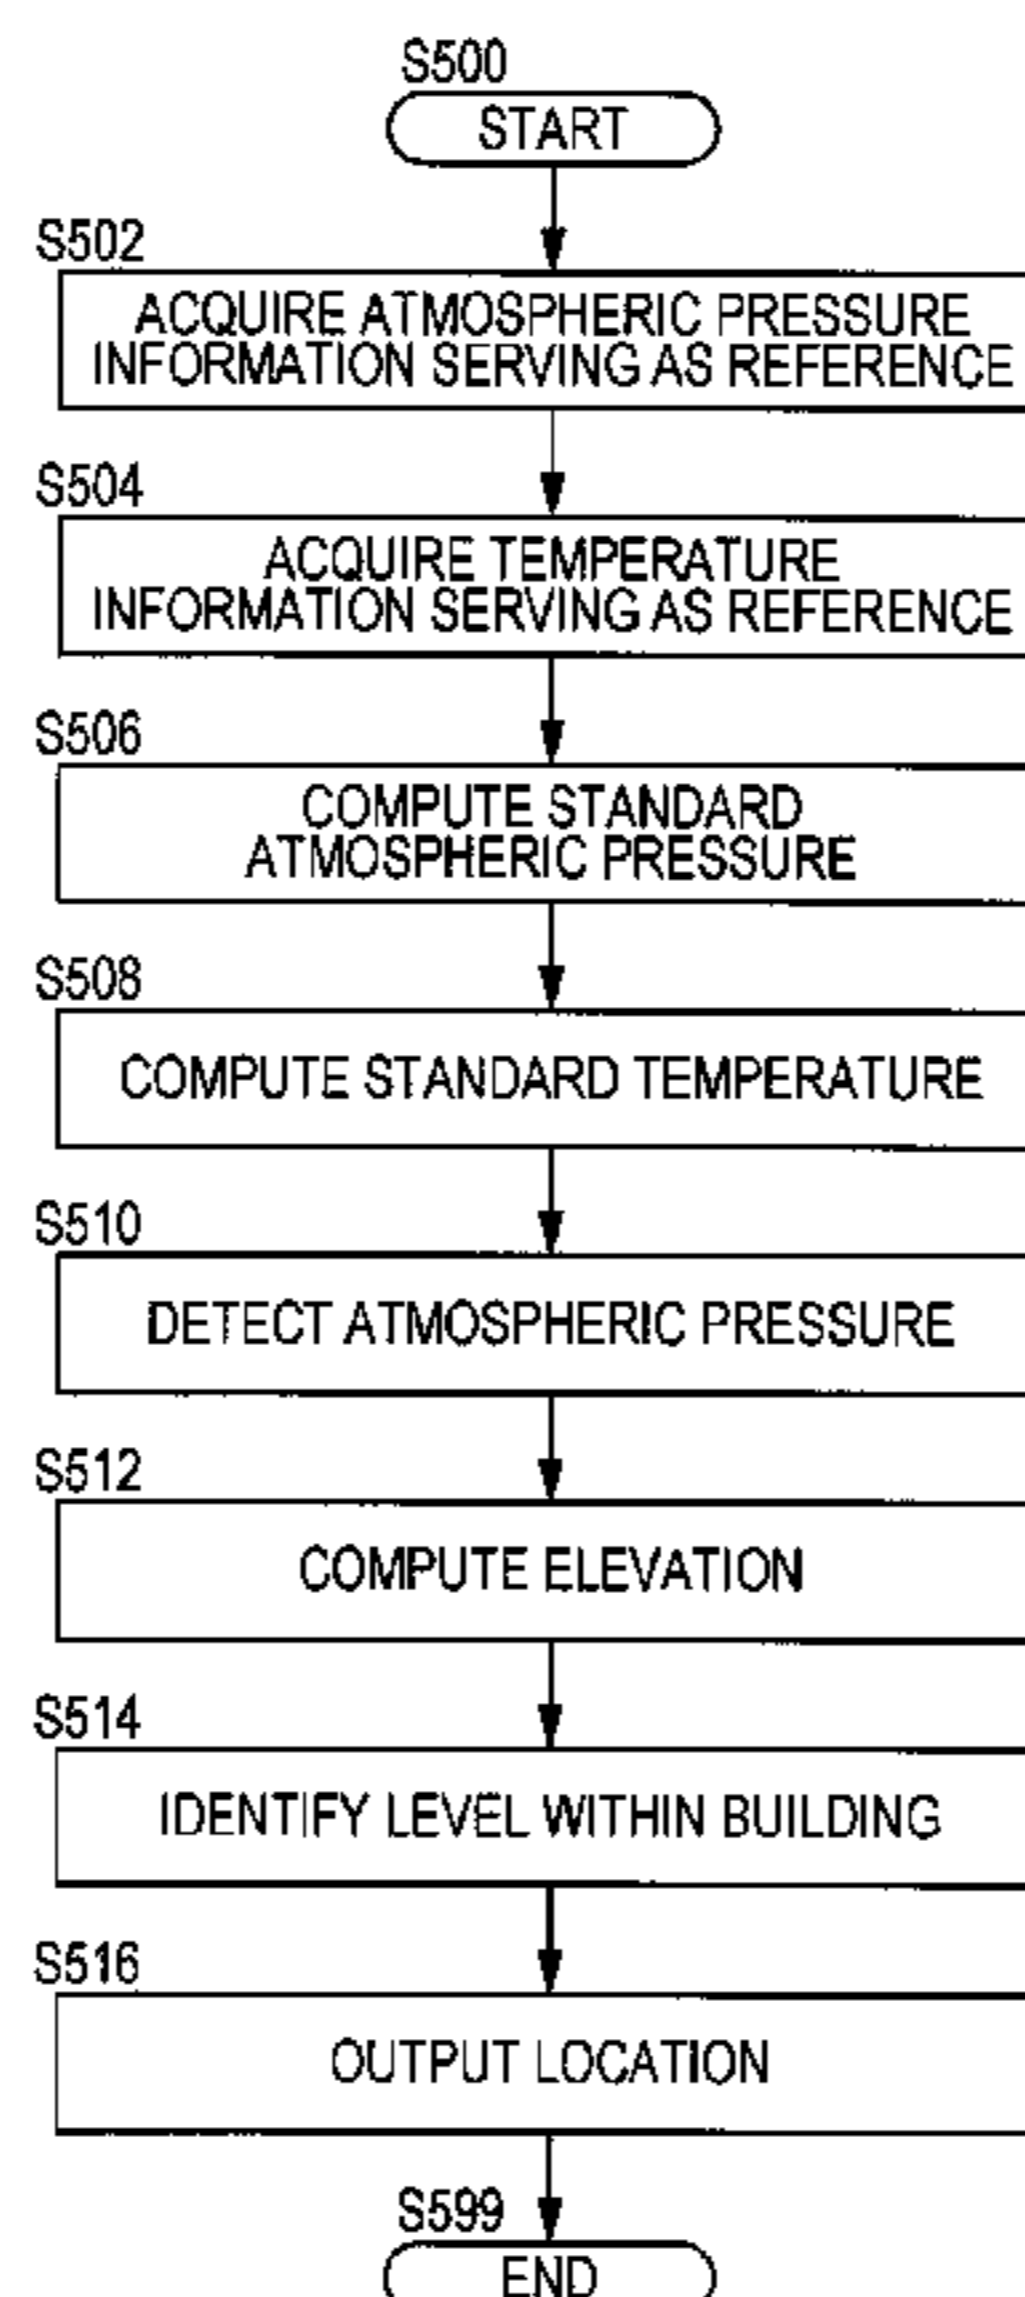 S500
START
S502
ACQUIRE ATMOSPHERIC PRESSURE
INFORMATION SERVING AS REFERENCE
S504
ACQUIRE TEMPERATURE
INFORMATION SERVING AS REFERENCE
S506
COMPUTE STANDARD
ATMOSPHERIC PRESSURE
S508
COMPUTE STANDARD TEMPERATURE
S510
DETECT ATMOSPHERIC PRESSURE
S512
COMPUTE ELEVATION
S514
IDENTIFY LEVEL WITHIN BUILDING
S516
OUTPUT LOCATION
S599
END